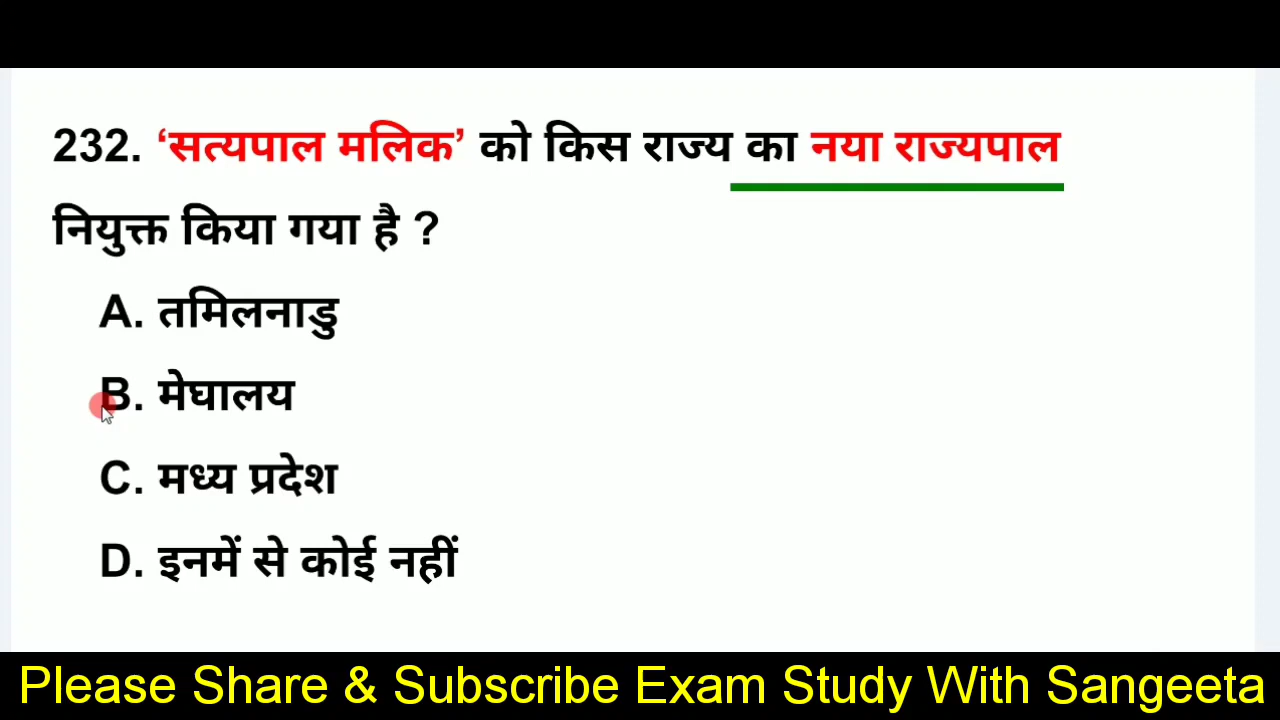 232. ‘सत्यपाल मलिक’ को किस राज्य का नया राज्यपाल
नियुक्त किया गया है ?
A. तमिलनाडु
B. मेघालय
C. मध्य प्रदेश
D. इनमें से कोई नहीं
Please Share & Subscribe Exam Study With Sangeeta